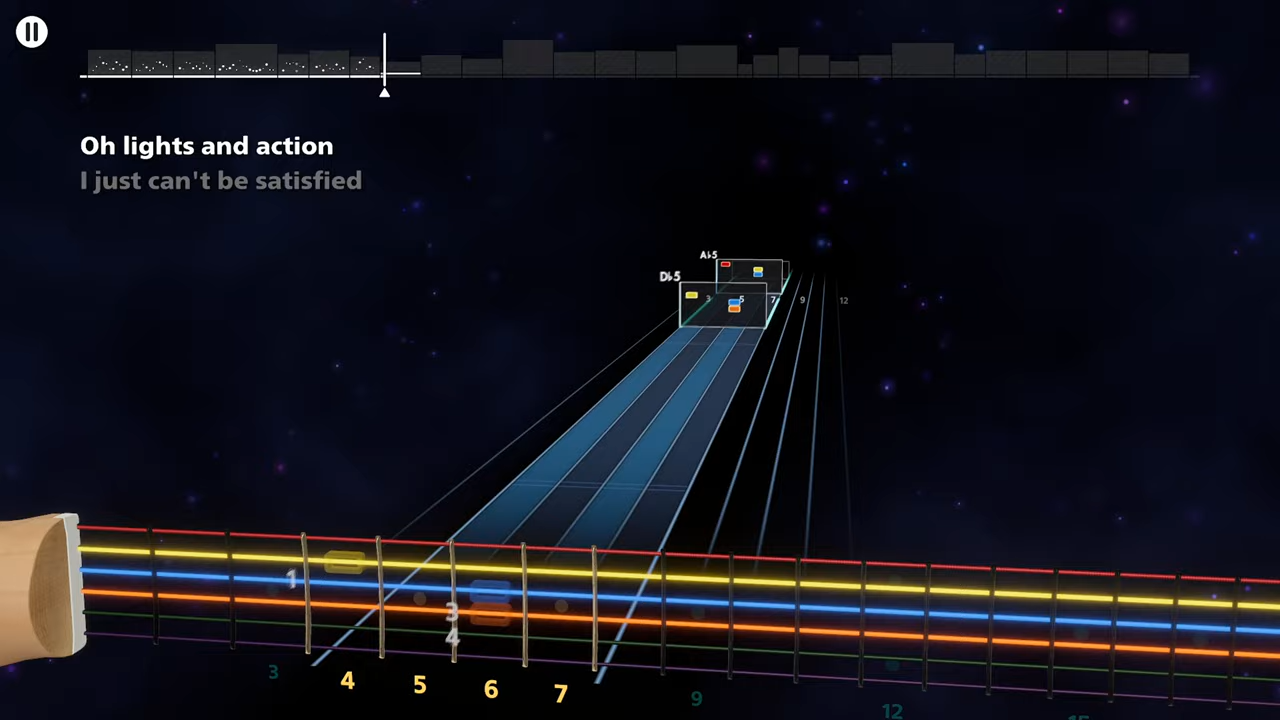 Oh lights and action
I just can't be satisfied
A♭5
D♭5
3 5 7 9 12
1
3
4
3 4 5 6 7 9 12 15